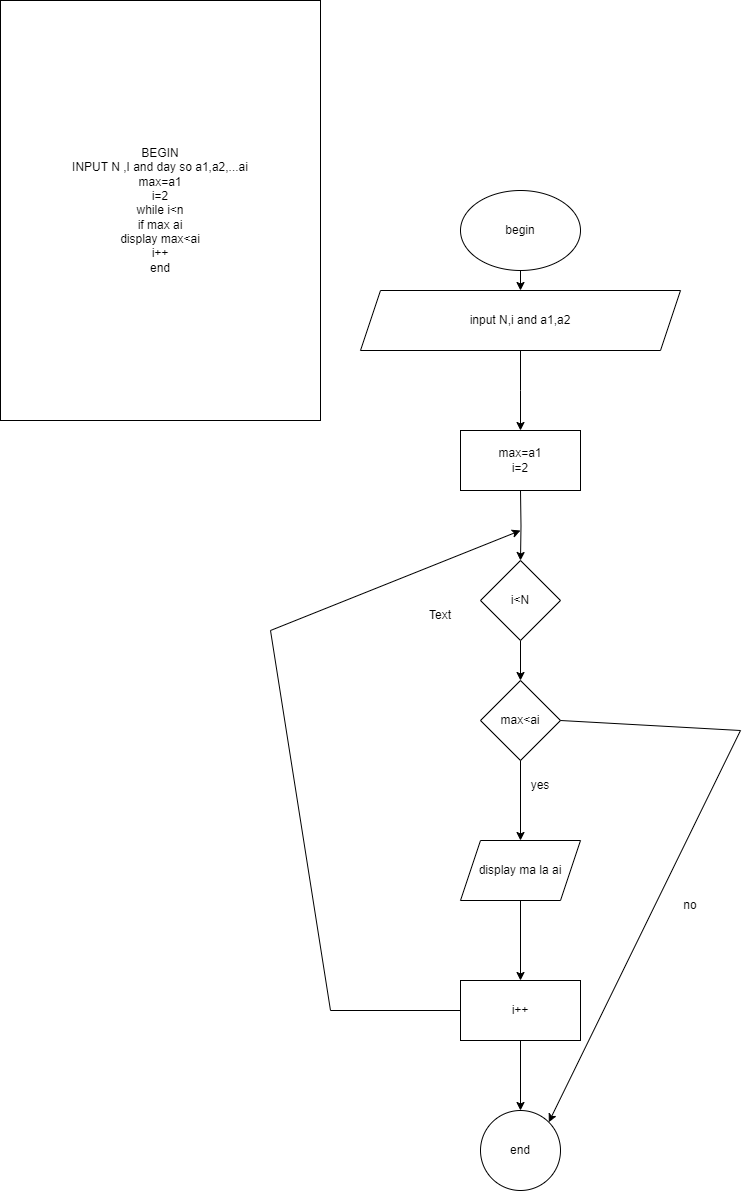 BEGIN
INPUT N ,I and day so a1,a2,...ai
max=a1
i=2
while i<n
if max ai
display max<ai
i++
end
begin
input N,i and a1,a2
max=a1
i=2
i<N
Text
max<ai
yes
display ma la ai
no
i++
end